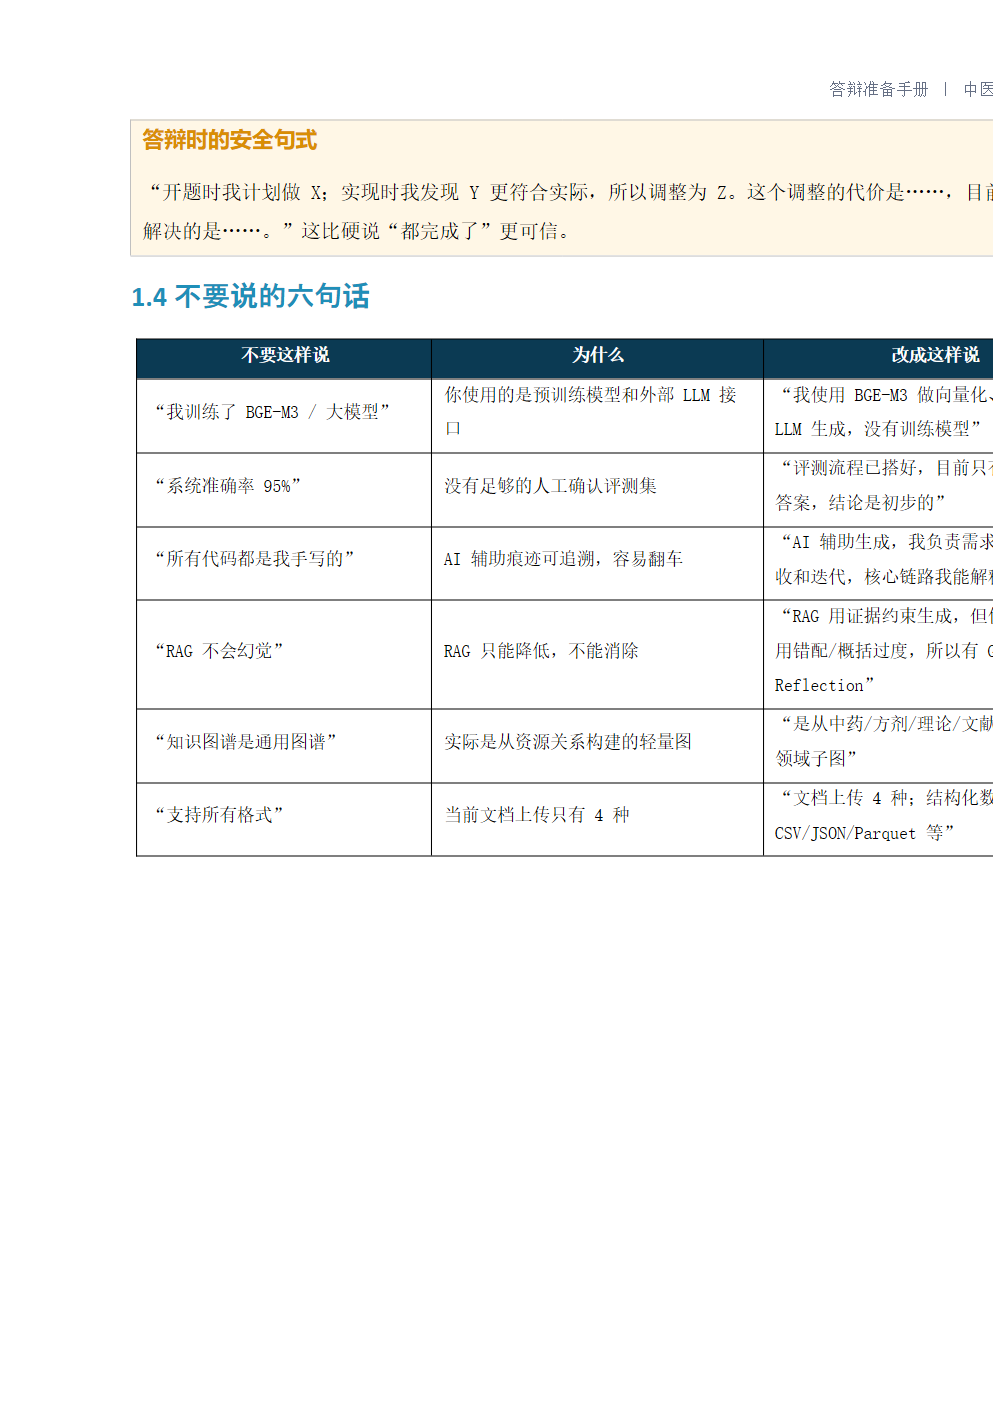 答辩准备手册 | 中医
答辩时的安全句式
“开题时我计划做 X；实现时我发现 Y 更符合实际，所以调整为 Z。这个调整的代价是……，目前
解决的是……。”这比硬说“都完成了”更可信。
1.4 不要说的六句话
不要这样说
为什么
改成这样说
“我训练了 BGE-M3 / 大模型”
你使用的是预训练模型和外部 LLM 接
口
“我使用 BGE-M3 做向量化、
LLM 生成，没有训练模型”
“系统准确率 95%”
没有足够的人工确认评测集
“评测流程已搭好，目前只有
答案，结论是初步的”
“所有代码都是我手写的”
AI 辅助痕迹可追溯，容易翻车
“AI 辅助生成，我负责需求
收和迭代，核心链路我能解释
“RAG 不会幻觉”
RAG 只能降低，不能消除
“RAG 用证据约束生成，但
用错配/概括过度，所以有
Reflection”
“知识图谱是通用图谱”
实际是从资源关系构建的轻量图
“是从中药/方剂/理论/文献
领域子图”
“支持所有格式”
当前文档上传只有 4 种
“文档上传 4 种；结构化数
CSV/JSON/Parquet 等”